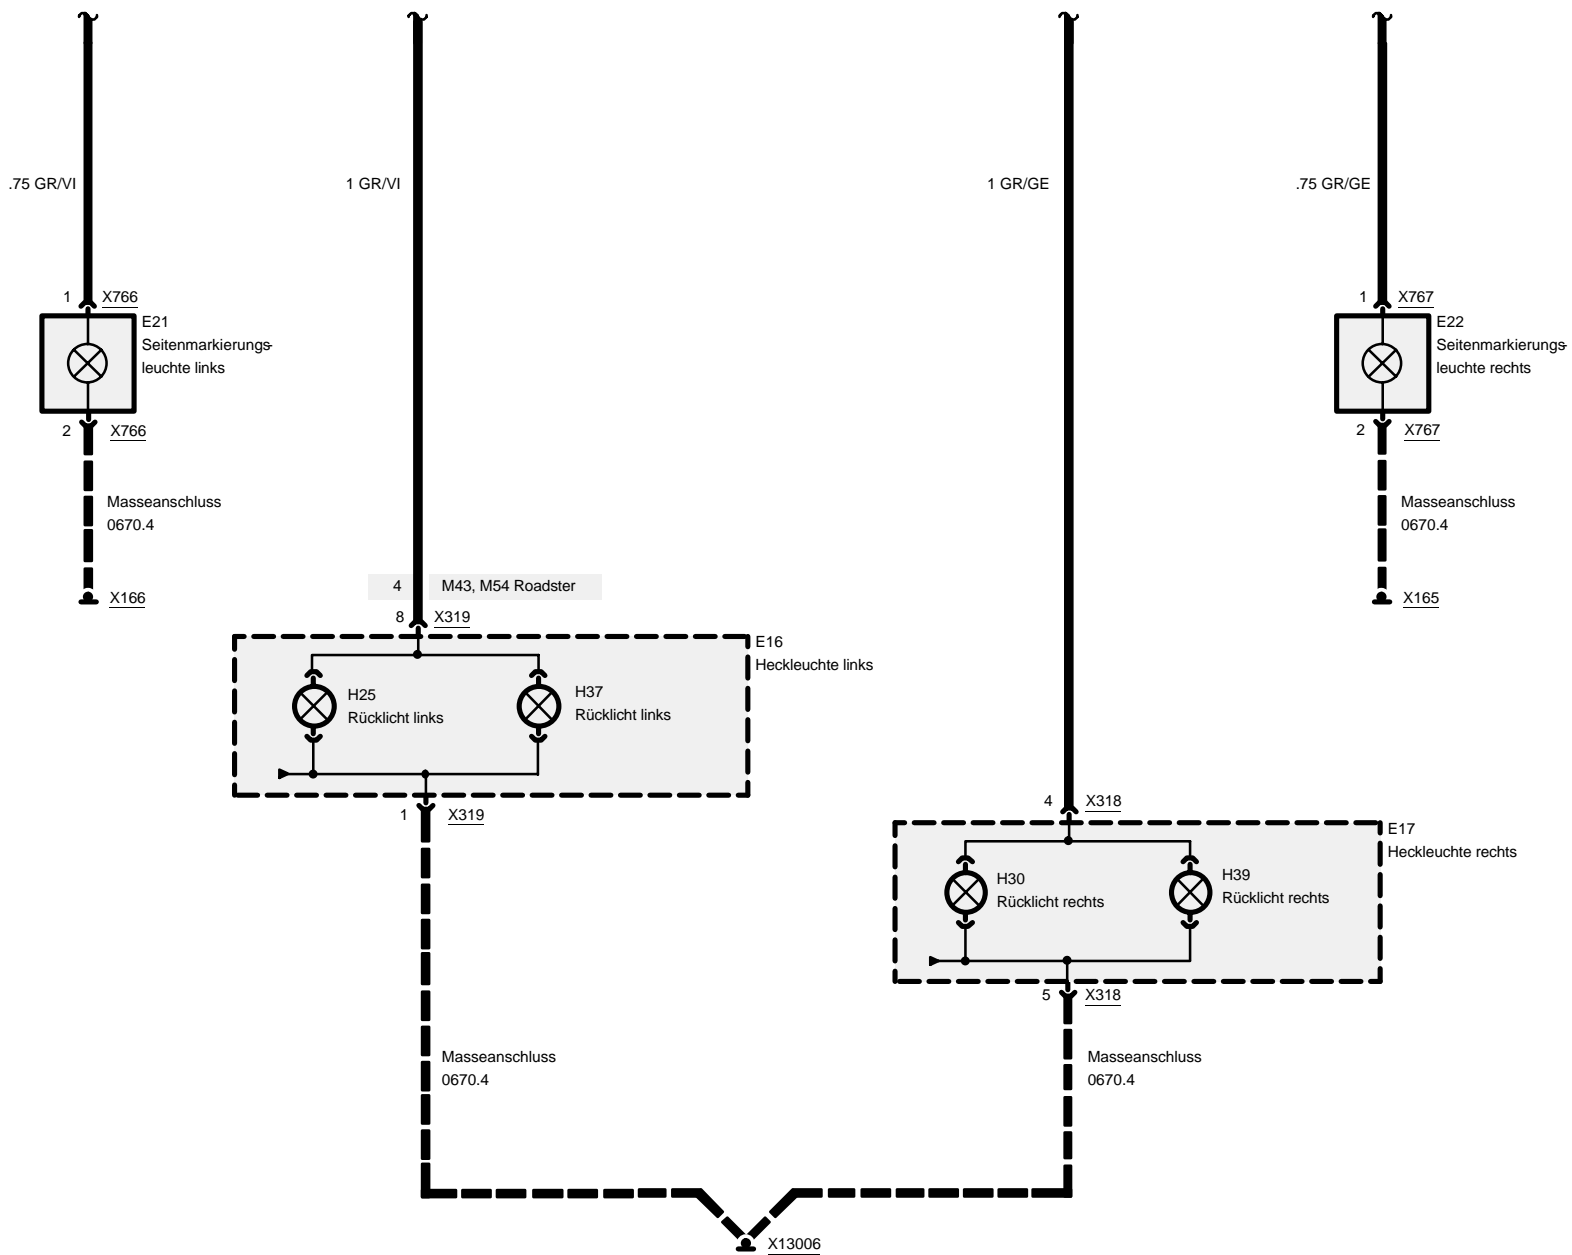 .75 GR/VI
1 GR/VI
1 GR/GE
.75 GR/GE
1 X766
E21
Seitenmarkierungs-
leuchte links
2 X766
Masseanschluss
0670.4
X166
1 X767
E22
Seitenmarkierungs-
leuchte rechts
2 X767
Masseanschluss
0670.4
X165
4 M43, M54 Roadster
8 X319
E16
Heckleuchte links
H25
Rücklicht links
H37
Rücklicht links
1 X319
4 X318
E17
Heckleuchte rechts
H30
Rücklicht rechts
H39
Rücklicht rechts
5 X318
Masseanschluss
0670.4
Masseanschluss
0670.4
X13006